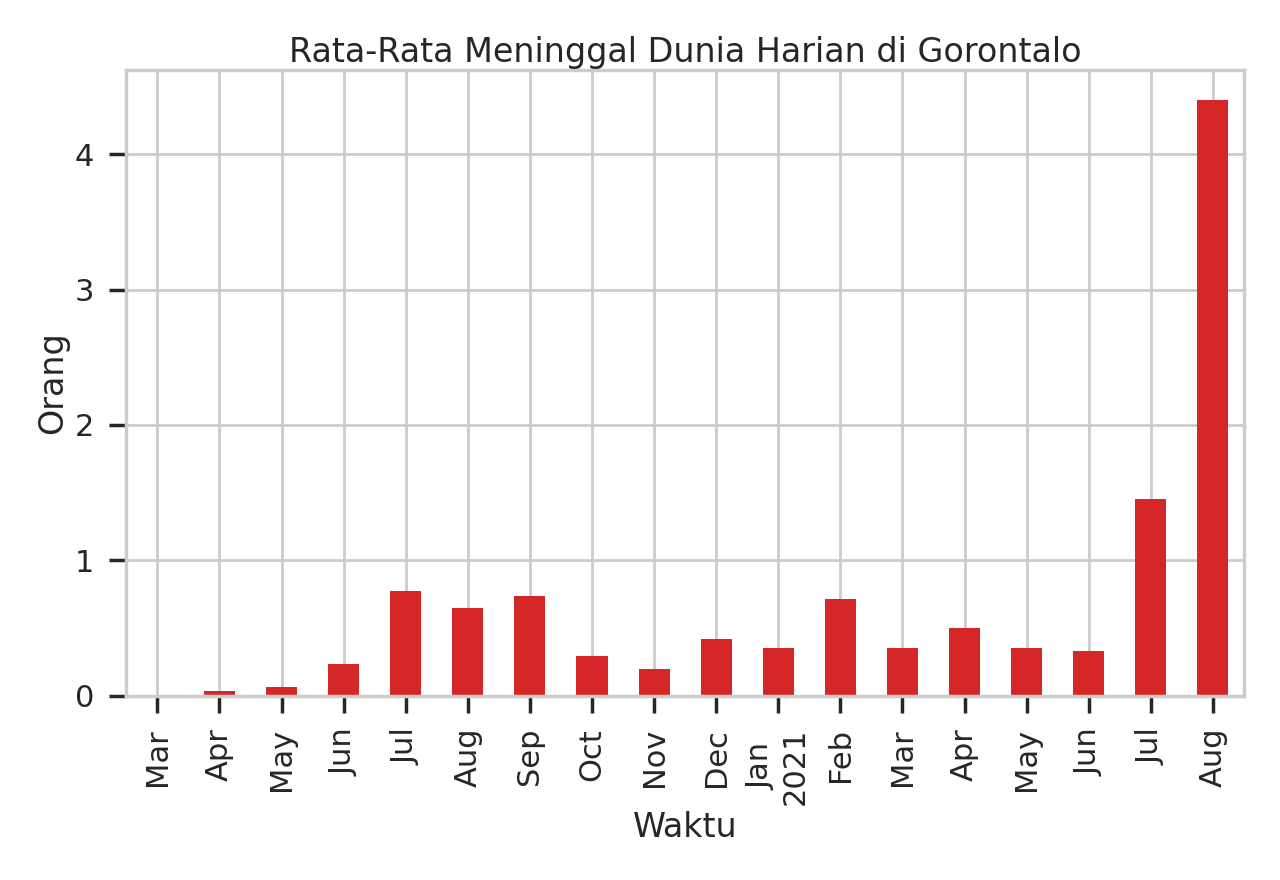 Rata-Rata Meninggal Dunia Harian di Gorontalo
Orang
4
3
2
1
0
Mar
Apr
May
Jun
Jul
Aug
Sep
Oct
Nov
Dec
Jan
2021
Feb
Mar
Apr
May
Jun
Jul
Aug
Waktu